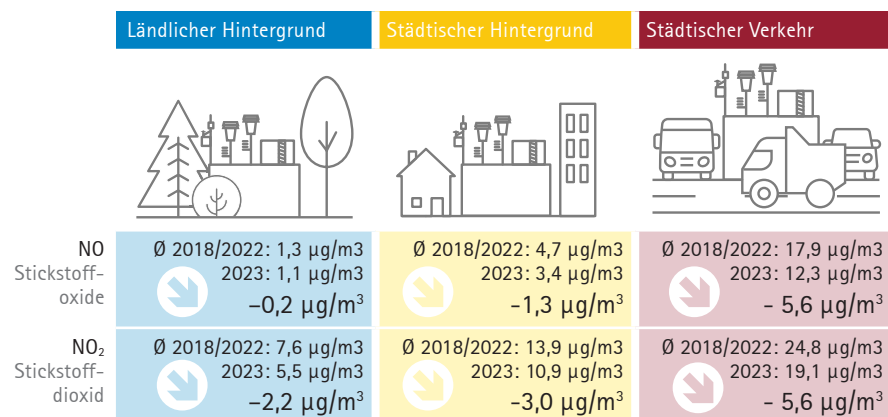 Ländlicher Hintergrund
Städtischer Hintergrund
Städtischer Verkehr
NO
Stickstoff-
oxide
Ø 2018/2022: 1,3 µg/m3
2023: 1,1 µg/m3
–0,2 µg/m³
Ø 2018/2022: 4,7 µg/m3
2023: 3,4 µg/m3
–1,3 µg/m³
Ø 2018/2022: 17,9 µg/m3
2023: 12,3 µg/m3
– 5,6 µg/m³
NO₂
Stickstoff-
dioxid
Ø 2018/2022: 7,6 µg/m3
2023: 5,5 µg/m3
–2,2 µg/m³
Ø 2018/2022: 13,9 µg/m3
2023: 10,9 µg/m3
–3,0 µg/m³
Ø 2018/2022: 24,8 µg/m3
2023: 19,1 µg/m3
– 5,6 µg/m³